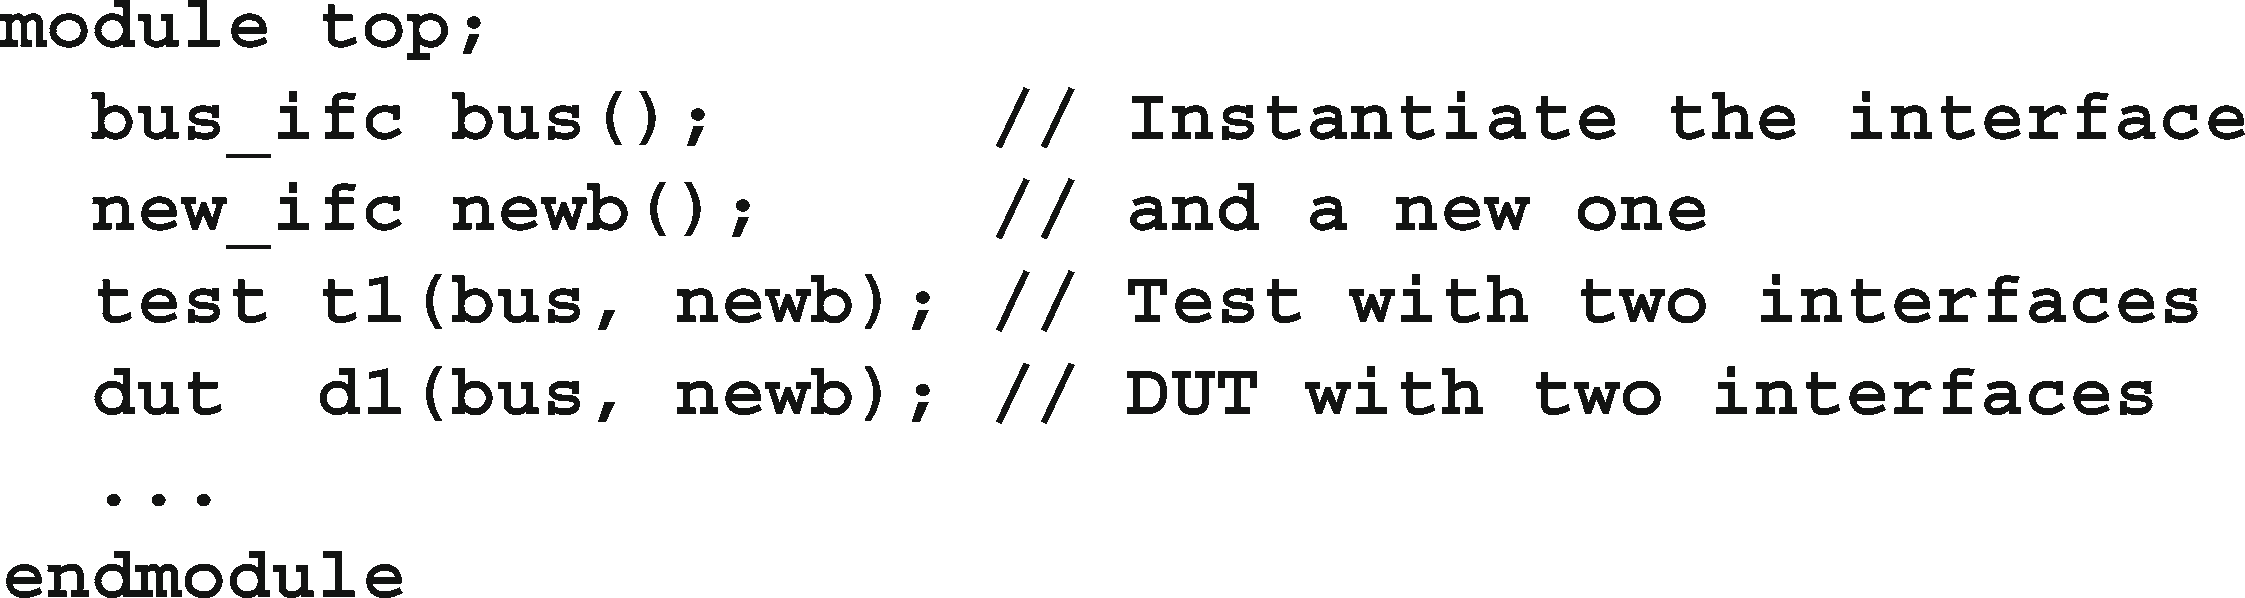 module top;
  bus_ifc bus();      // Instantiate the interface
  new_ifc newb();     // and a new one
  test t1(bus, newb); // Test with two interfaces
  dut  d1(bus, newb); // DUT with two interfaces
  ...
endmodule